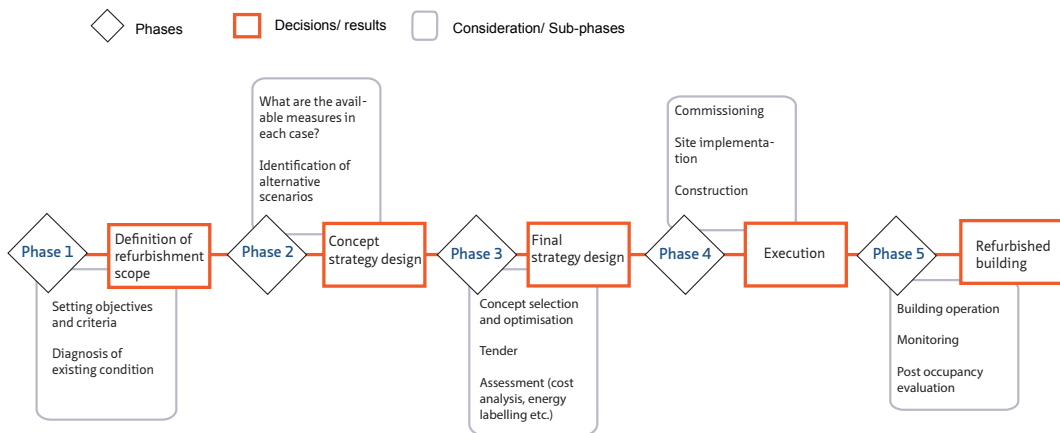 Phases
Decisions/ results
Consideration/ Sub-phases
What are the avail-
able measures in
each case?
Identification of
alternative
scenarios
Commissioning
Site implementa-
tion
Construction
Phase 1
Definition of
refurbishment
scope
Phase 2
Concept
strategy design
Phase 3
Final
strategy design
Phase 4
Execution
Phase 5
Refurbished
building
Setting objectives
and criteria
Diagnosis of
existing condition
Concept selection
and optimisation
Tender
Assessment (cost
analysis, energy
labelling etc.)
Building operation
Monitoring
Post occupancy
evaluation